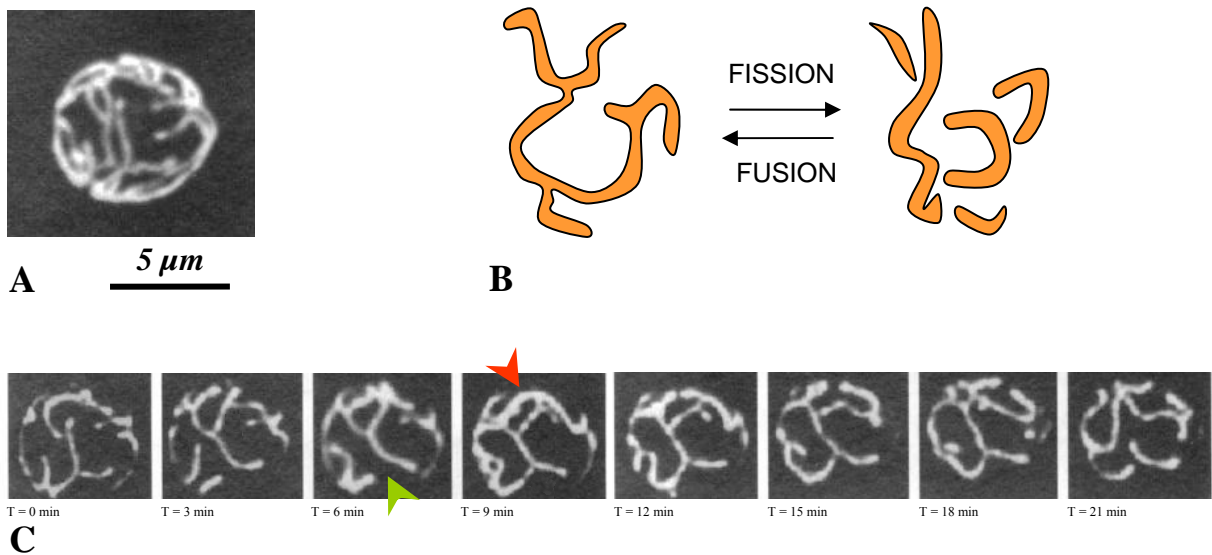 5 µm
A
FISSION
FUSION
B
T = 0 min
T = 3 min
T = 6 min
T = 9 min
T = 12 min
T = 15 min
T = 18 min
T = 21 min
C